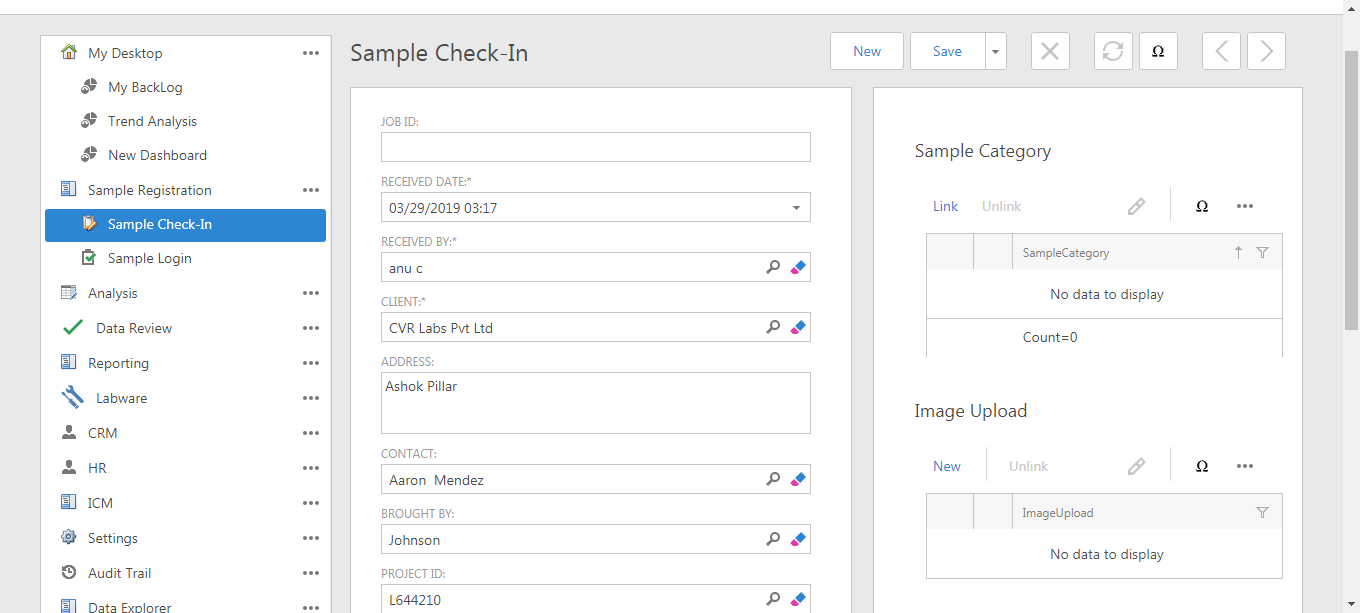 My Desktop
My BackLog
Trend Analysis
New Dashboard
Sample Registration
Sample Check-In
Sample Login
Analysis
Data Review
Reporting
Labware
CRM
HR
ICM
Settings
Audit Trail
Data Explorer
Sample Check-In
New
Save
Ω
JOB ID:
RECEIVED DATE:*
03/29/2019 03:17
RECEIVED BY:*
anu c
CLIENT:*
CVR Labs Pvt Ltd
ADDRESS:
Ashok Pillar
CONTACT:
Aaron  Mendez
BROUGHT BY:
Johnson
PROJECT ID:
L644210
Sample Category
Link Unlink Ω
SampleCategory
No data to display
Count=0
Image Upload
New Unlink Ω
ImageUpload
No data to display